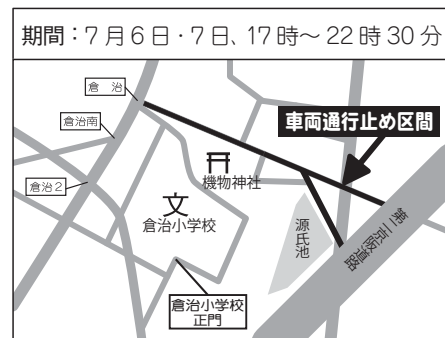 期間：7月6日・7日、17時〜22時30分
倉　治
倉治南
車両通行止め区間
機物神社
倉治２
文
倉治小学校
源氏池
第二京阪道路
倉治小学校
正門